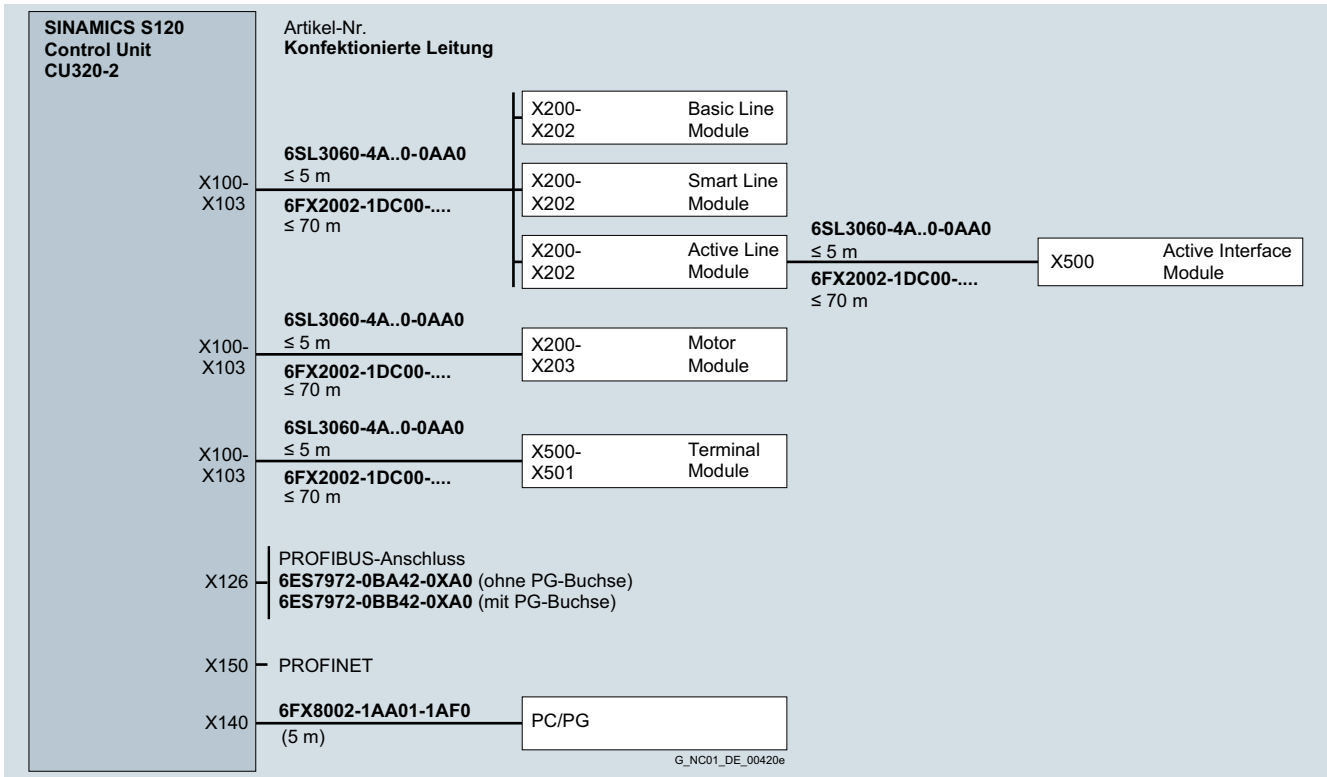 SINAMICS S120
Control Unit
CU320-2
Artikel-Nr.
Konfektionierte Leitung
X100-
X103
6SL3060-4A..0-0AA0
≤ 5 m
6FX2002-1DC00-....
≤ 70 m
X200- Basic Line
X202 Module
X200- Smart Line
X202 Module
X200- Active Line
X202 Module
6SL3060-4A..0-0AA0
≤ 5 m
6FX2002-1DC00-....
≤ 70 m
X500 Active Interface
Module
X100-
X103
6SL3060-4A..0-0AA0
≤ 5 m
6FX2002-1DC00-....
≤ 70 m
X200- Motor
X203 Module
X100-
X103
6SL3060-4A..0-0AA0
≤ 5 m
6FX2002-1DC00-....
≤ 70 m
X500- Terminal
X501 Module
X126
PROFIBUS-Anschluss
6ES7972-0BA42-0XA0 (ohne PG-Buchse)
6ES7972-0BB42-0XA0 (mit PG-Buchse)
X150 PROFINET
X140
6FX8002-1AA01-1AF0
(5 m)
PC/PG
G_NC01_DE_00420e